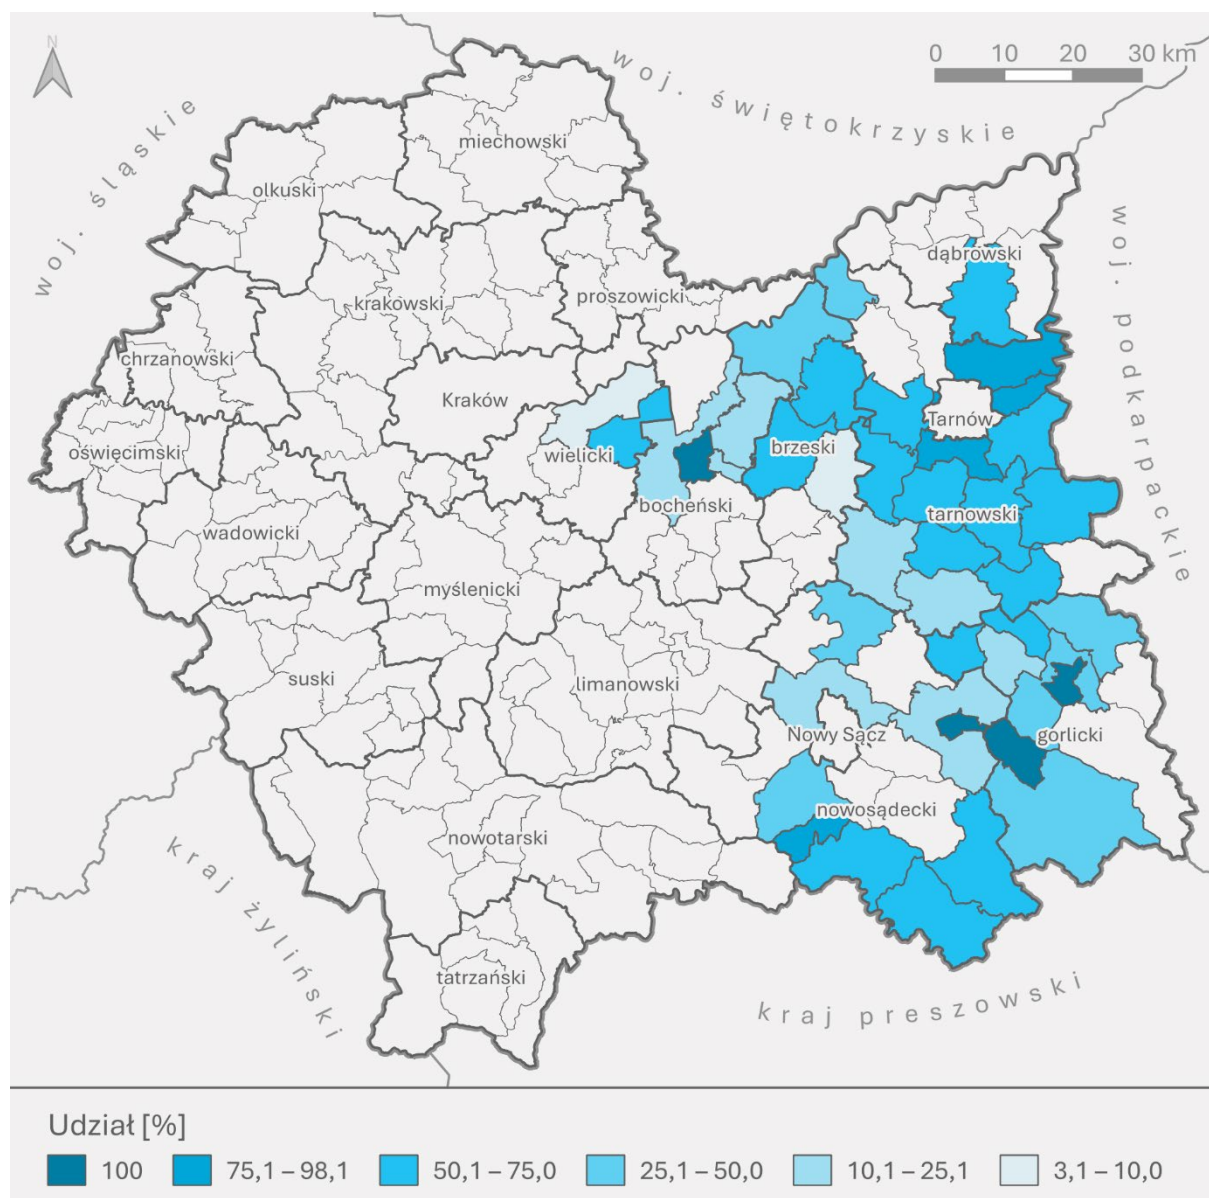 N
0 10 20 30 km
woj. śląskie
woj. świętokrzyskie
woj. podkarpackie
miechowski
olkuski
dąbrowski
krakowski
proszowicki
chrzanowski
Kraków
Tarnów
oświęcimski
wielicki
brzeski
bocheński
tarnowski
wadowicki
myślenicki
suski
limanowski
Nowy Sącz
gorlicki
nowosądecki
nowotarski
tatrzański
kraj żyliński
kraj preszowski
Udział [%]
100 75,1 – 98,1 50,1 – 75,0 25,1 – 50,0 10,1 – 25,1 3,1 – 10,0